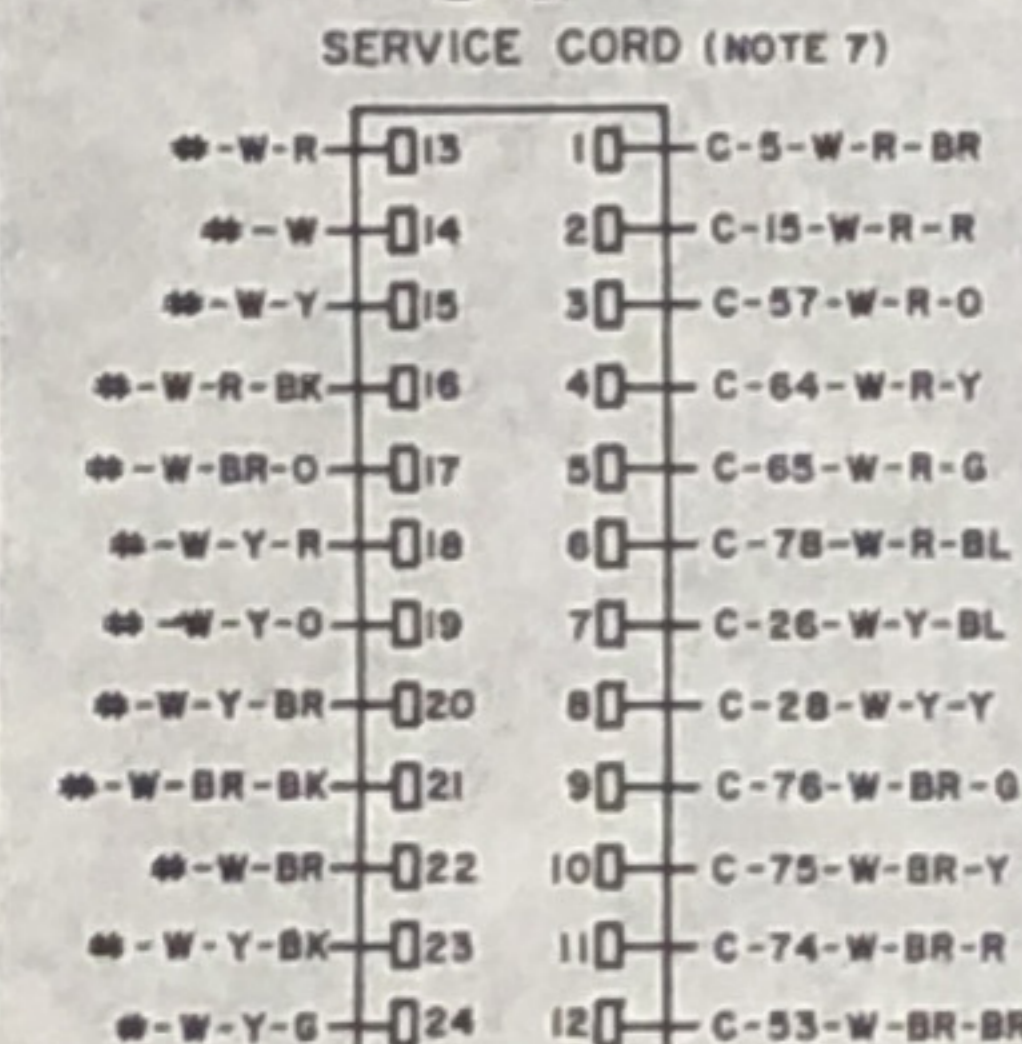 SERVICE CORD (NOTE 7)
#-W-R 13 1 C-5-W-R-BR
#-W 14 2 C-15-W-R-R
#-W-Y 15 3 C-57-W-R-O
#-W-R-BK 16 4 C-64-W-R-Y
#-W-BR-O 17 5 C-65-W-R-G
#-W-Y-R 18 6 C-78-W-R-BL
#-W-Y-O 19 7 C-26-W-Y-BL
#-W-Y-BR 20 8 C-28-W-Y-Y
#-W-BR-BK 21 9 C-76-W-BR-G
#-W-BR 22 10 C-75-W-BR-Y
#-W-Y-BK 23 11 C-74-W-BR-R
#-W-Y-G 24 12 C-53-W-BR-BR